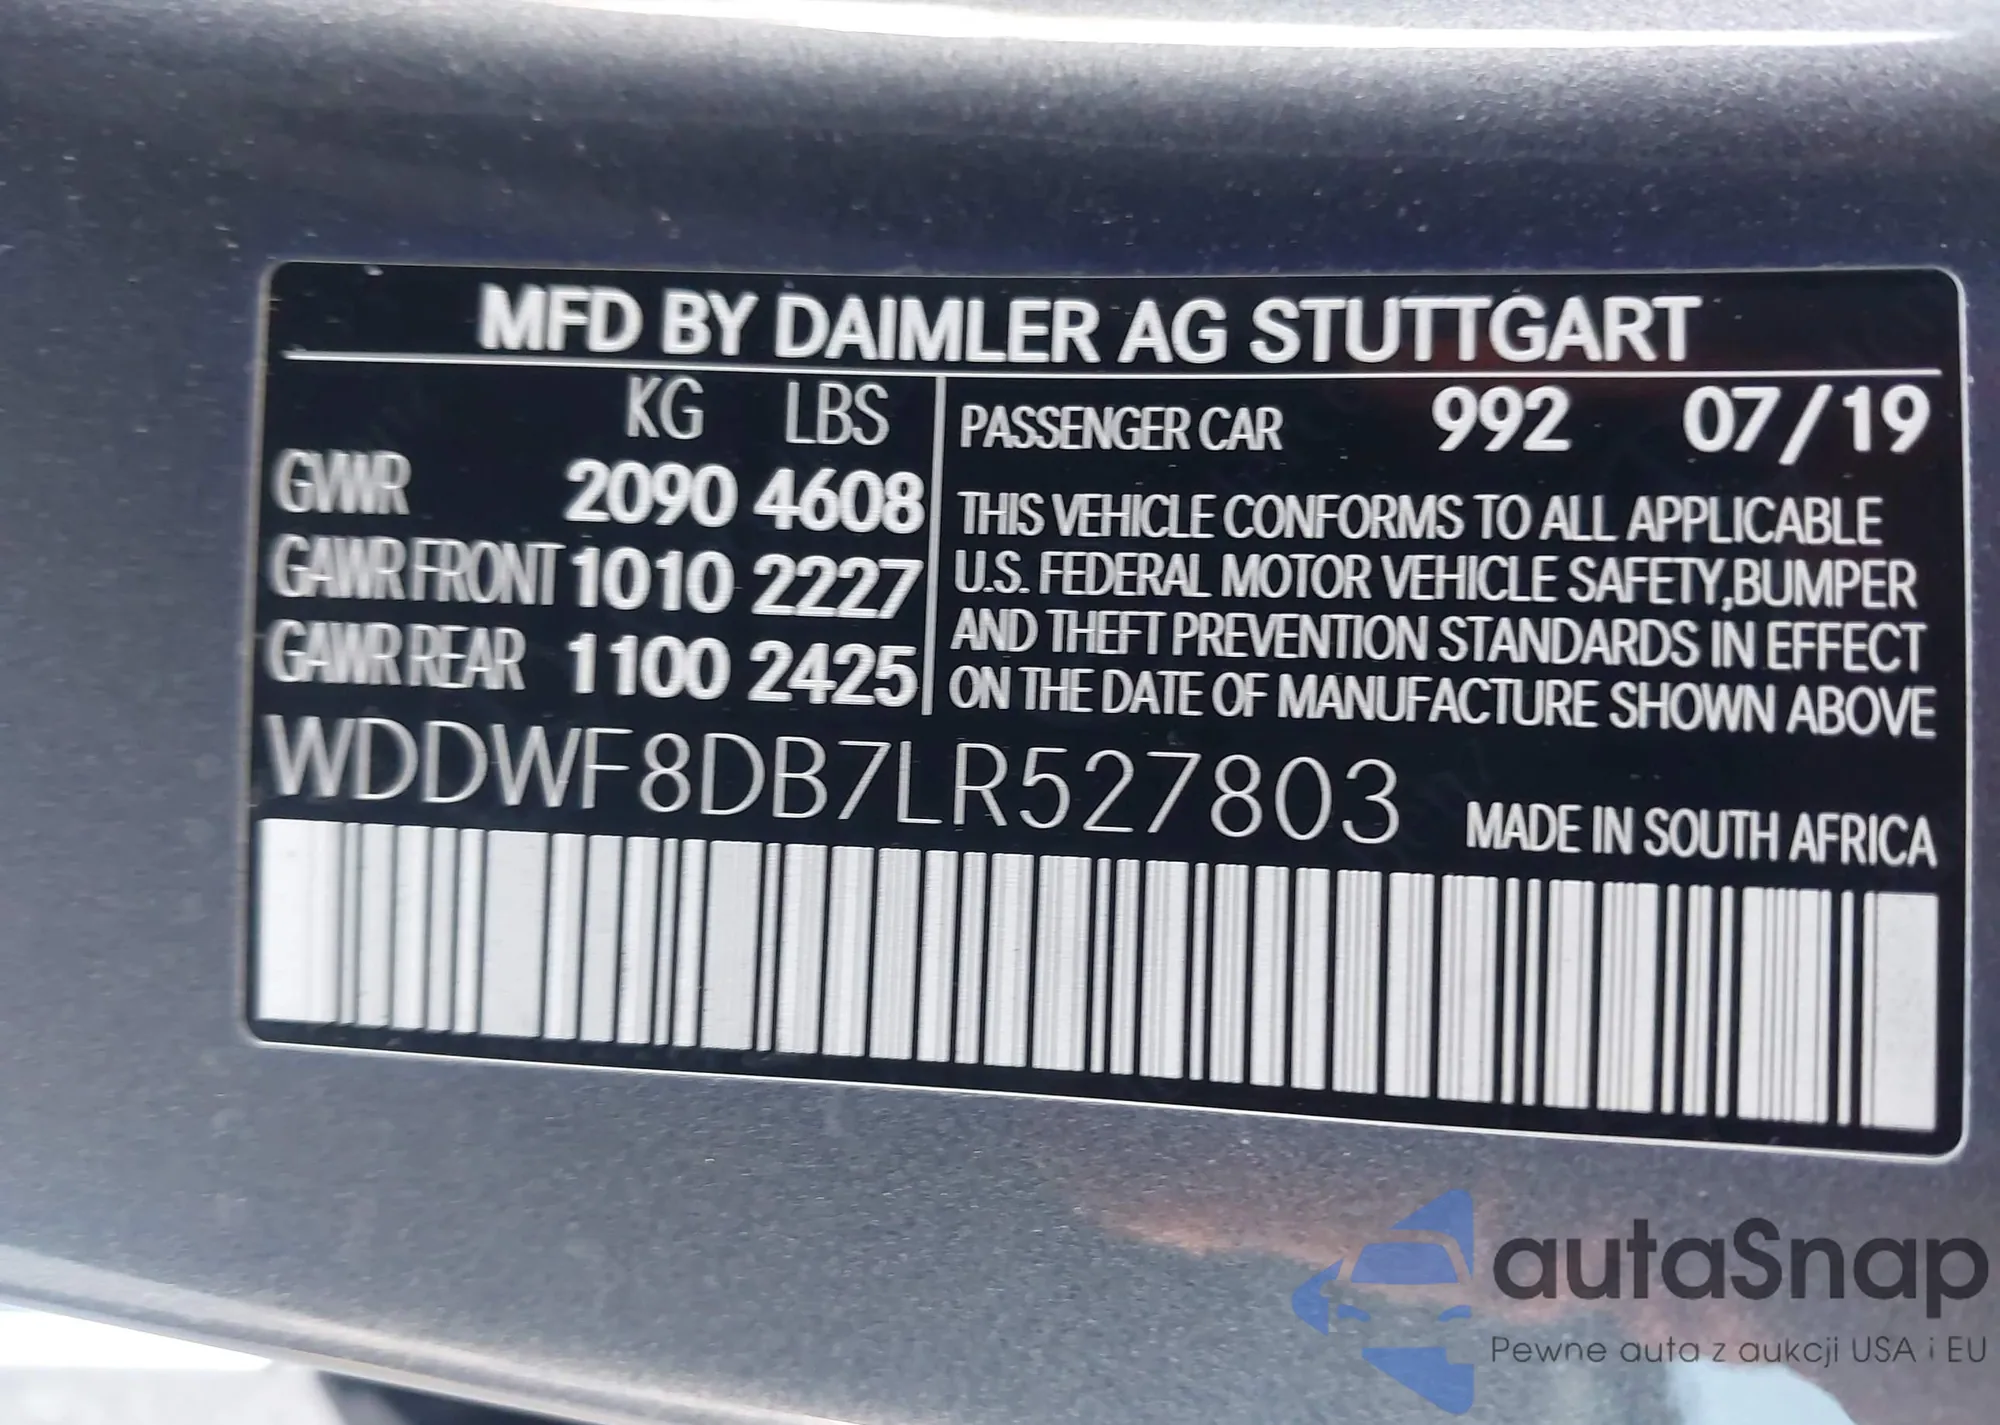 MFD BY DAIMLER AG STUTTGART
KG LBS
GVWR 2090 4608
GAWR FRONT 1010 2227
GAWR REAR 1100 2425
PASSENGER CAR 992 07/19
THIS VEHICLE CONFORMS TO ALL APPLICABLE
U.S. FEDERAL MOTOR VEHICLE SAFETY,BUMPER
AND THEFT PREVENTION STANDARDS IN EFFECT
ON THE DATE OF MANUFACTURE SHOWN ABOVE
WDDWF8DB7LR527803
MADE IN SOUTH AFRICA
autaSnap
Pewne auta z aukcji USA i EU